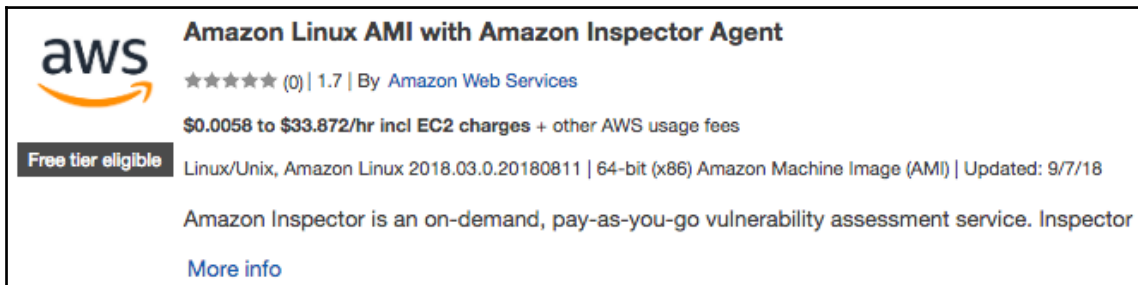 aws
Amazon Linux AMI with Amazon Inspector Agent
(0) | 1.7 | By Amazon Web Services
$0.0058 to $33.872/hr incl EC2 charges + other AWS usage fees
Free tier eligible
Linux/Unix, Amazon Linux 2018.03.0.20180811 | 64-bit (x86) Amazon Machine Image (AMI) | Updated: 9/7/18
Amazon Inspector is an on-demand, pay-as-you-go vulnerability assessment service. Inspector
More info